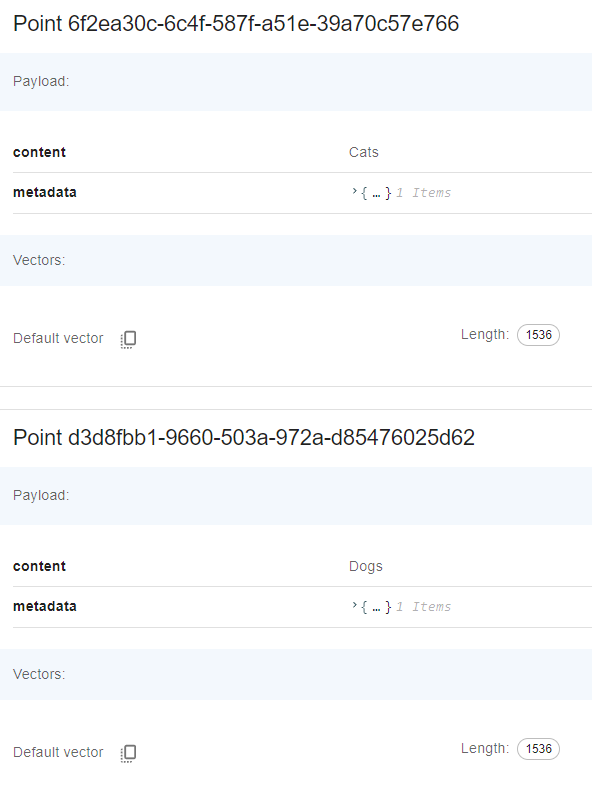 Point 6f2ea30c-6c4f-587f-a51e-39a70c57e766
Payload:
content Cats
metadata { … } 1 Items
Vectors:
Default vector Length: 1536
Point d3d8fbb1-9660-503a-972a-d85476025d62
Payload:
content Dogs
metadata { … } 1 Items
Vectors:
Default vector Length: 1536